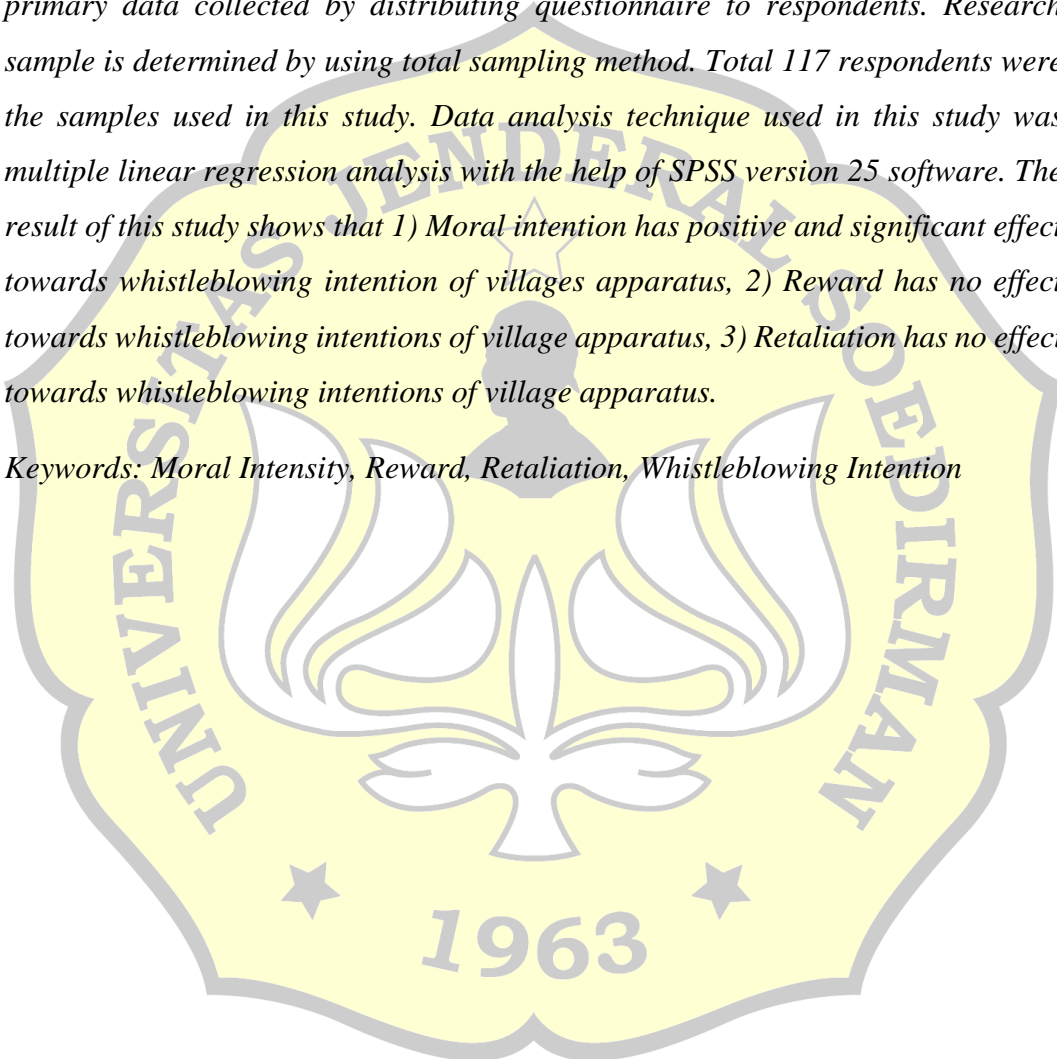 primary data collected by distributing questionnaire to respondents. Research
sample is determined by using total sampling method. Total 117 respondents were
the samples used in this study. Data analysis technique used in this study was
multiple linear regression analysis with the help of SPSS version 25 software. The
result of this study shows that 1) Moral intention has positive and significant effect
towards whistleblowing intention of villages apparatus, 2) Reward has no effect
towards whistleblowing intentions of village apparatus, 3) Retaliation has no effect
towards whistleblowing intentions of village apparatus.
Keywords: Moral Intensity, Reward, Retaliation, Whistleblowing Intention
UNIVERSITAS JENDERAL SOEDIRMAN
1963